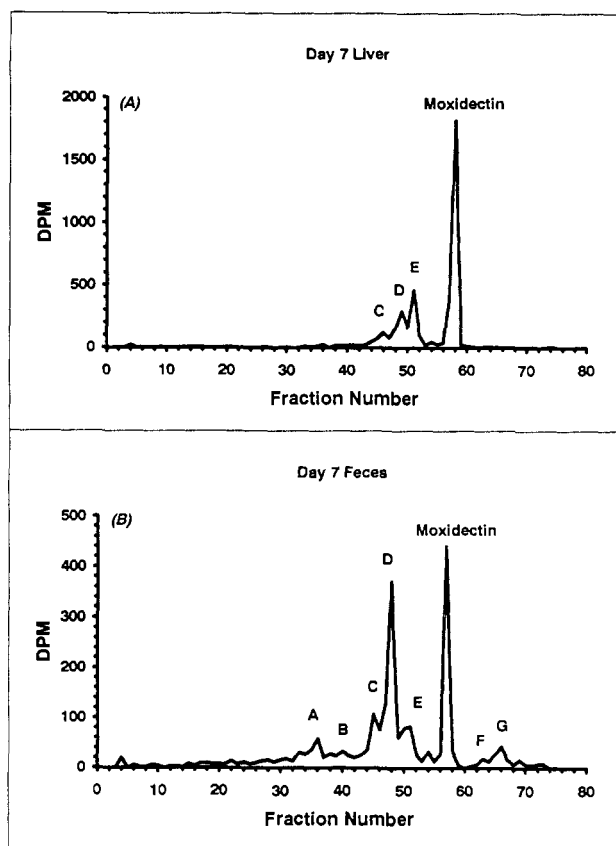 Day 7 Liver
(A)
Moxidectin
2000
1500
1000
500
0
DPM
C
D
E
0 10 20 30 40 50 60 70 80
Fraction Number
Day 7 Feces
(B)
Moxidectin
500
400
300
200
100
0
DPM
A
B
C
D
E
F
G
0 10 20 30 40 50 60 70 80
Fraction Number